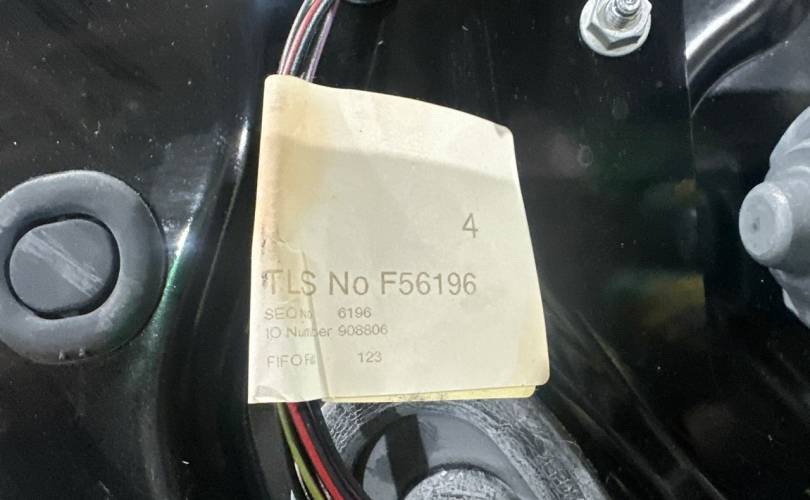 4
TLS No F56196
SEQ No 6196
IO Number 908806
FIFO 123